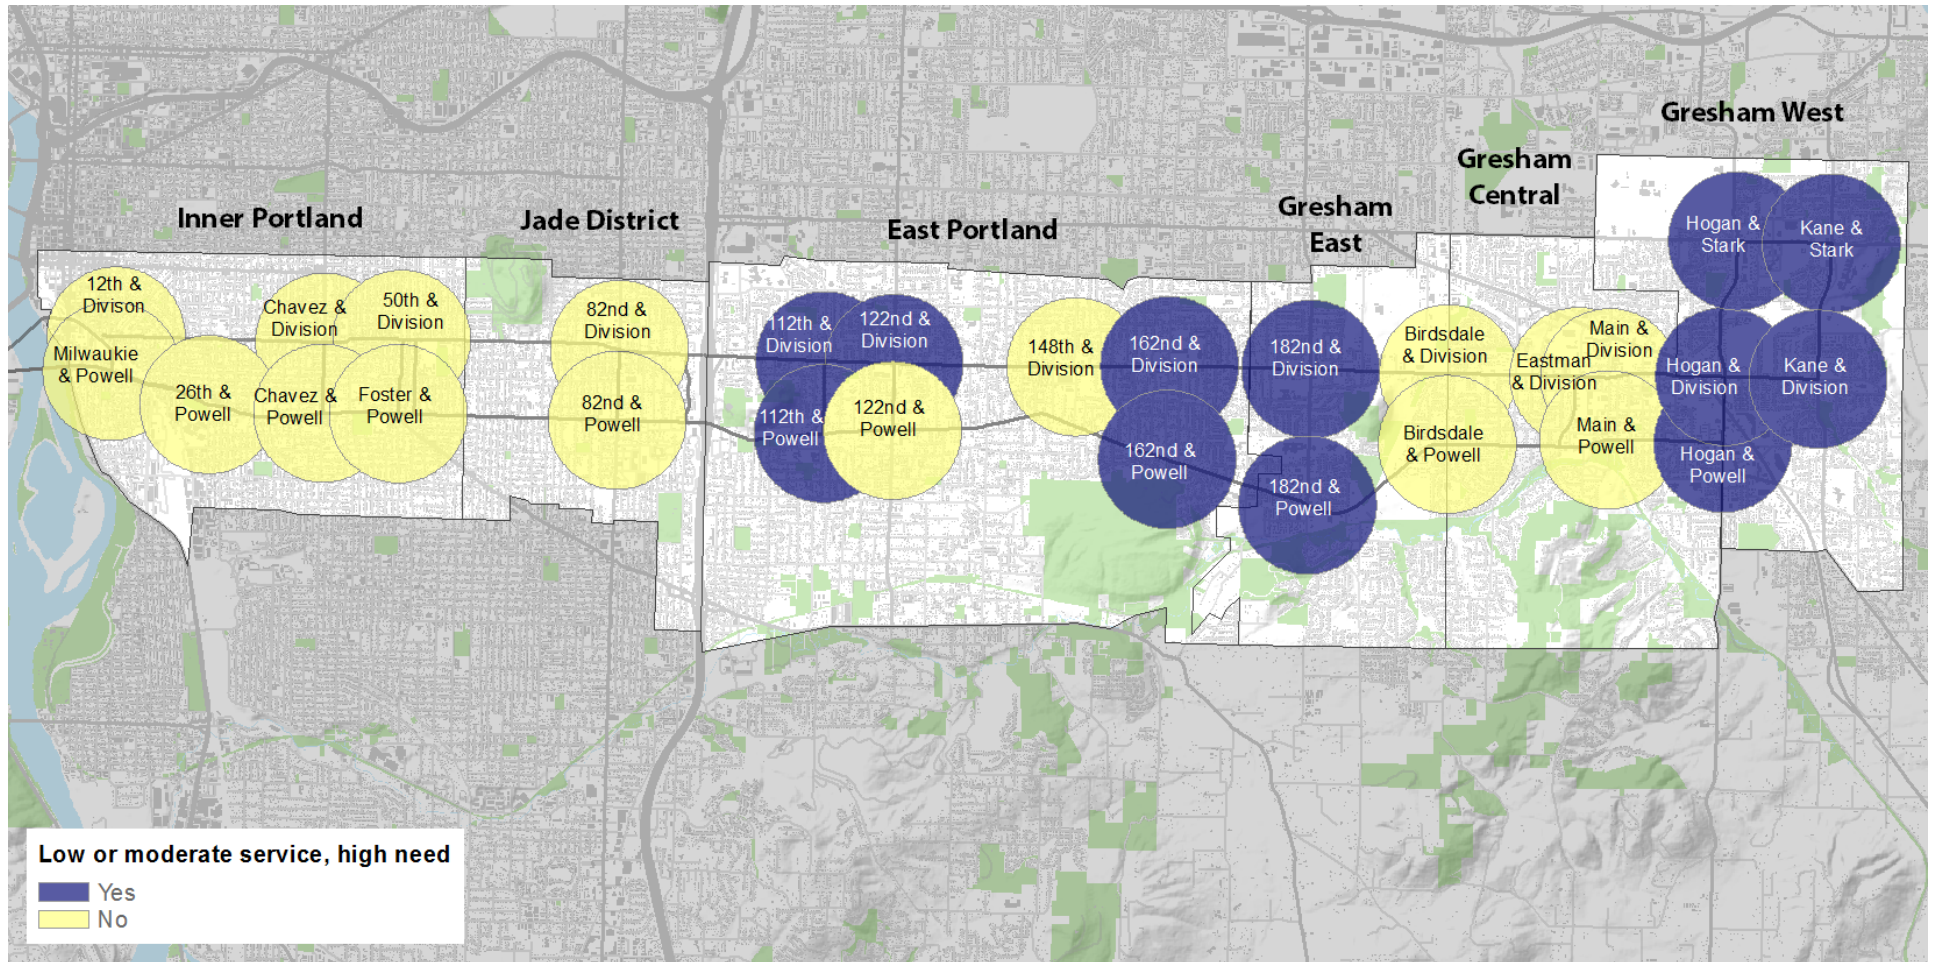 Gresham West
Gresham
Central
Gresham
East
Inner Portland
Jade District
East Portland
12th &
Divison
Milwaukie
& Powell
26th &
Powell
Chavez &
Division
50th &
Division
Chavez &
Powell
Foster &
Powell
82nd &
Division
82nd &
Powell
112th &
Division
122nd &
Division
112th &
Powell
122nd &
Powell
148th &
Division
162nd &
Division
162nd &
Powell
182nd &
Division
182nd &
Powell
Birdsdale
& Division
Birdsdale
& Powell
Eastman
& Division
Main &
Division
Main &
Powell
Hogan &
Stark
Kane &
Stark
Hogan &
Division
Kane &
Division
Hogan &
Powell
Low or moderate service, high need
Yes
No